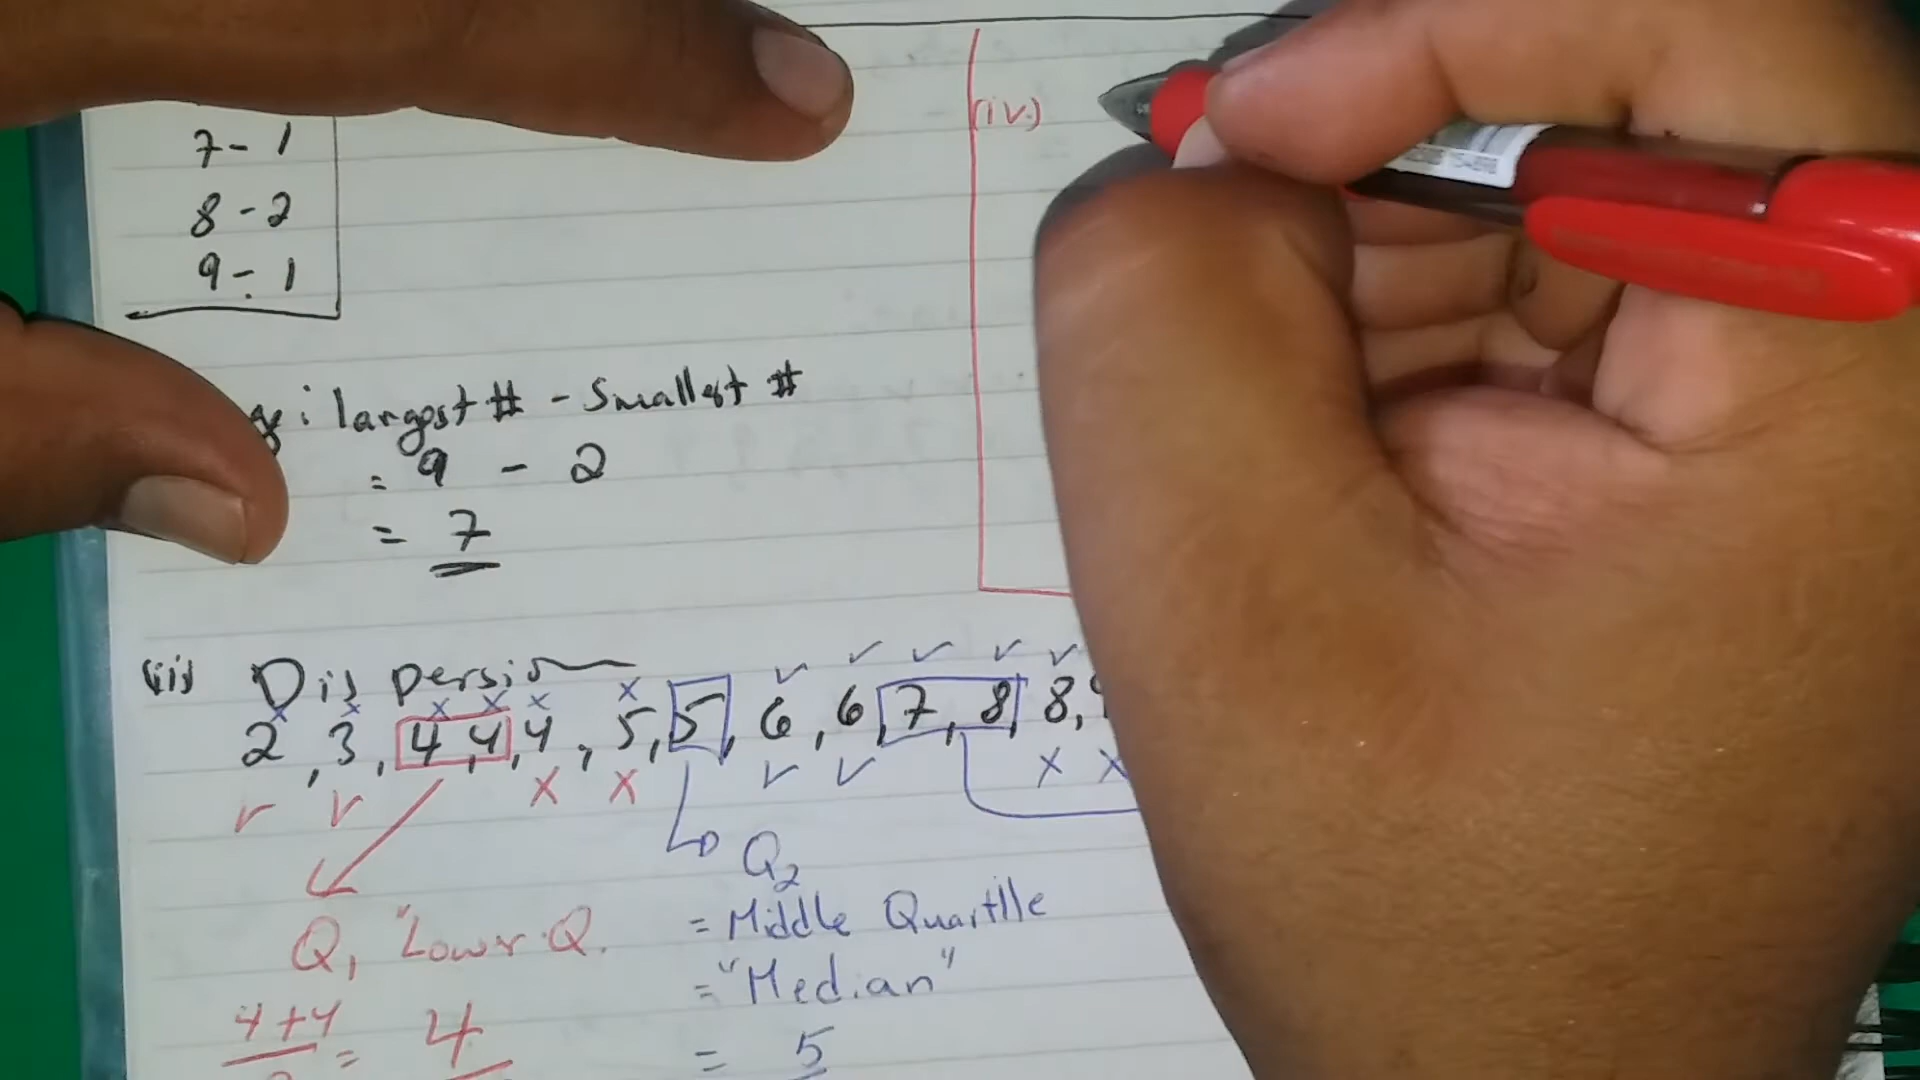 7 - 1
8 - 2
9 - 1
(iv)
: largest # - Smallest #
= 9 - 2
= 7
(iii) Dispersion
2, 3, 4, 4, 4, 5, 5, 6, 6, 7, 8, 8,
Q2
Q1 "Lower Q.
= Middle Quartile
= "Median"
4+4 = 4
= 5